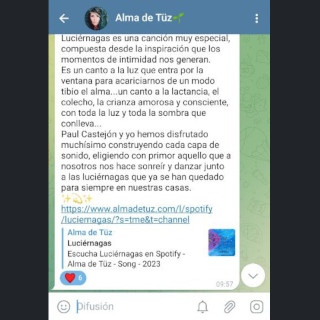 Alma de Tüz🌱
Luciérnagas es una canción muy especial,
compuesta desde la inspiración que los
momentos de intimidad nos generan.
Es un canto a la luz que entra por la
ventana para acariciarnos de un modo
tibio el alma...un canto a la lactancia, el
colecho, la crianza amorosa y consciente,
con toda la luz y toda la sombra que
conlleva...
Paul Castejón y yo hemos disfrutado
muchísimo construyendo cada capa de
sonido, eligiendo con primor aquello que a
nosotros nos hace sonreír y danzar junto
a las luciérnagas que ya se han quedado
para siempre en nuestras casas.
✨💫✨
https://www.almadetuz.com/l/spotify
/luciernagas/?s=tme&t=channel
Alma de Tüz
Luciérnagas
Escucha Luciérnagas en Spotify -
Alma de Tüz - Song - 2023
❤️ 6
09:57
Difusión